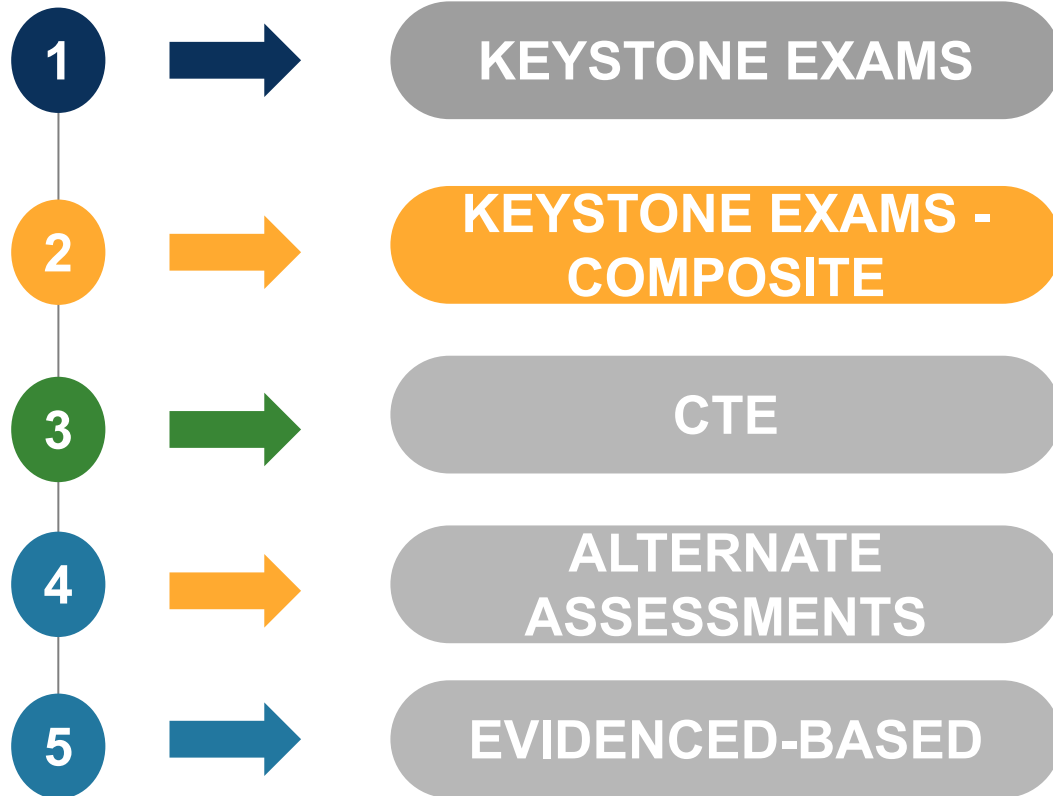 1
KEYSTONE EXAMS
2
KEYSTONE EXAMS -
COMPOSITE
3
CTE
4
ALTERNATE
ASSESSMENTS
5
EVIDENCED-BASED